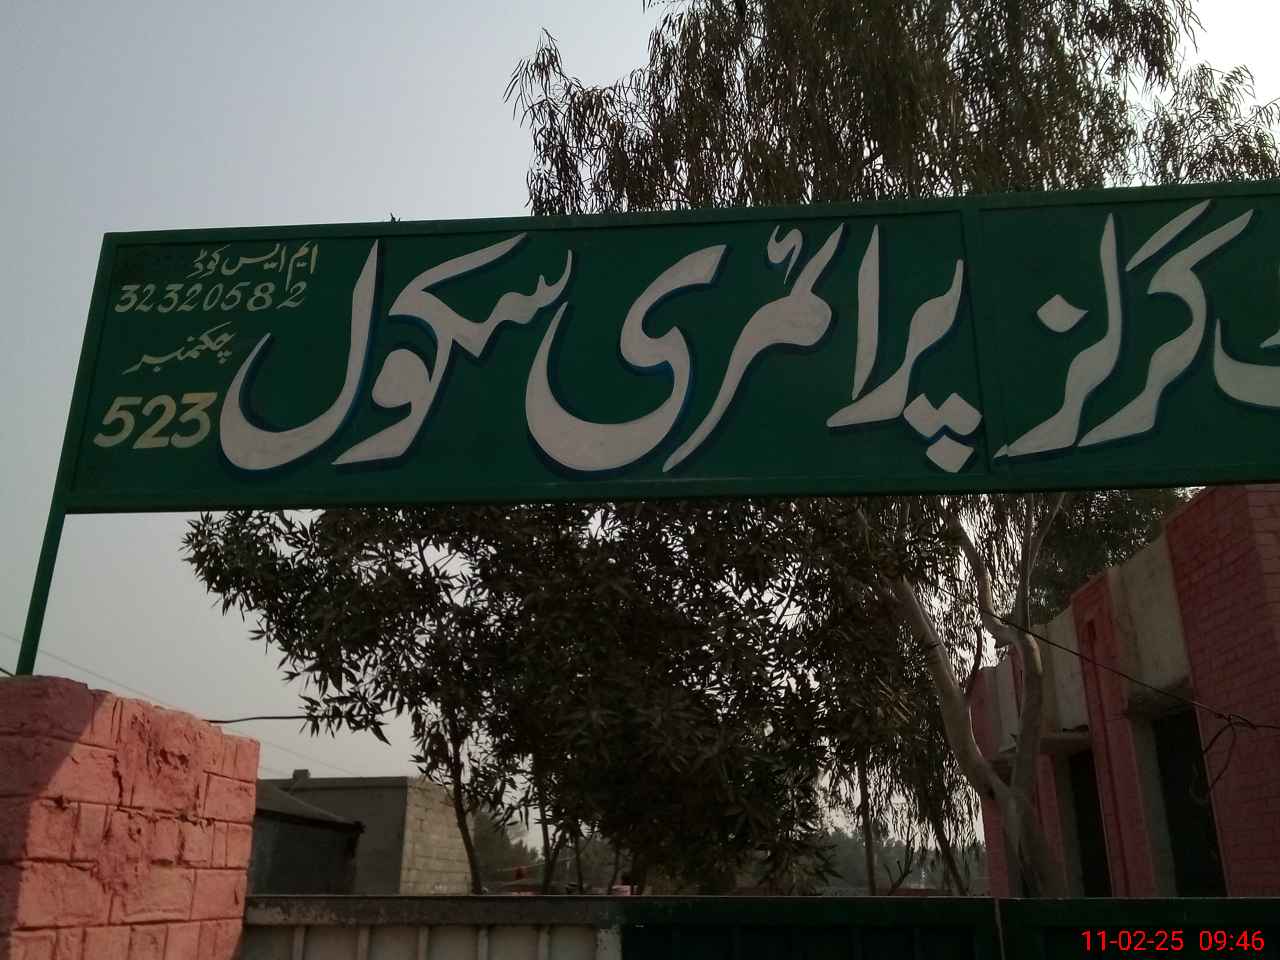 گرلز پرائمری سکول
ایم ایس کوڈ
32320582
چکنمبر
523
11-02-25 09:46